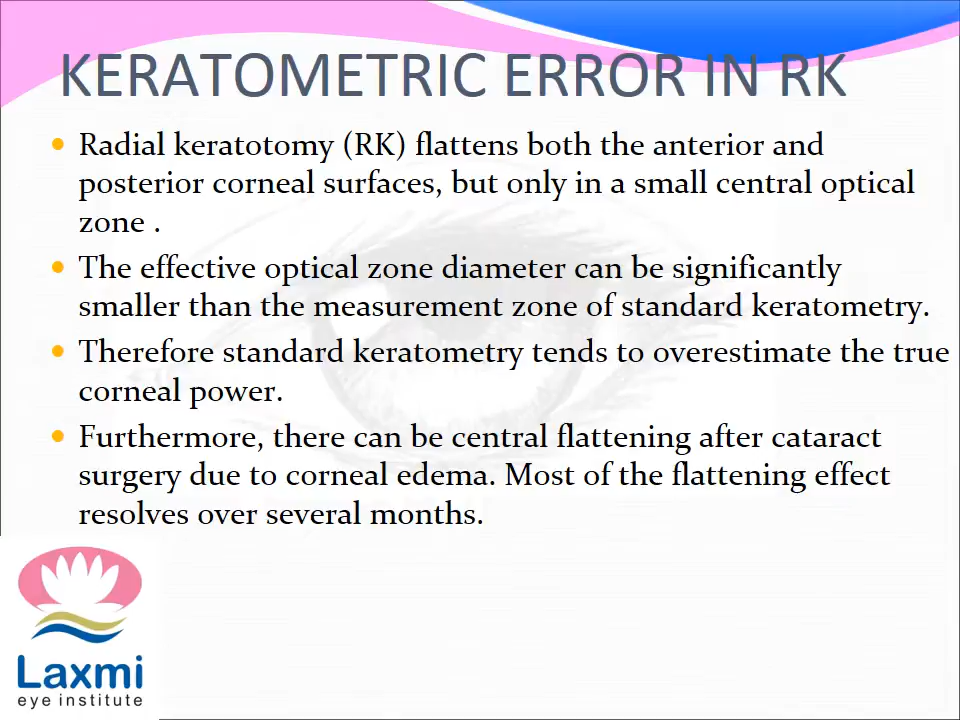 KERATOMETRIC ERROR IN RK
• Radial keratotomy (RK) flattens both the anterior and
posterior corneal surfaces, but only in a small central optical
zone .
• The effective optical zone diameter can be significantly
smaller than the measurement zone of standard keratometry.
• Therefore standard keratometry tends to overestimate the true
corneal power.
• Furthermore, there can be central flattening after cataract
surgery due to corneal edema. Most of the flattening effect
resolves over several months.
Laxmi
eye institute